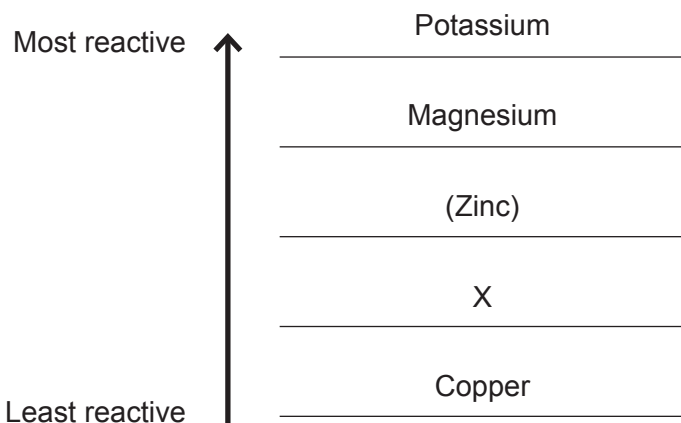 Potassium
Most reactive
Magnesium
(Zinc)
X
Copper
Least reactive